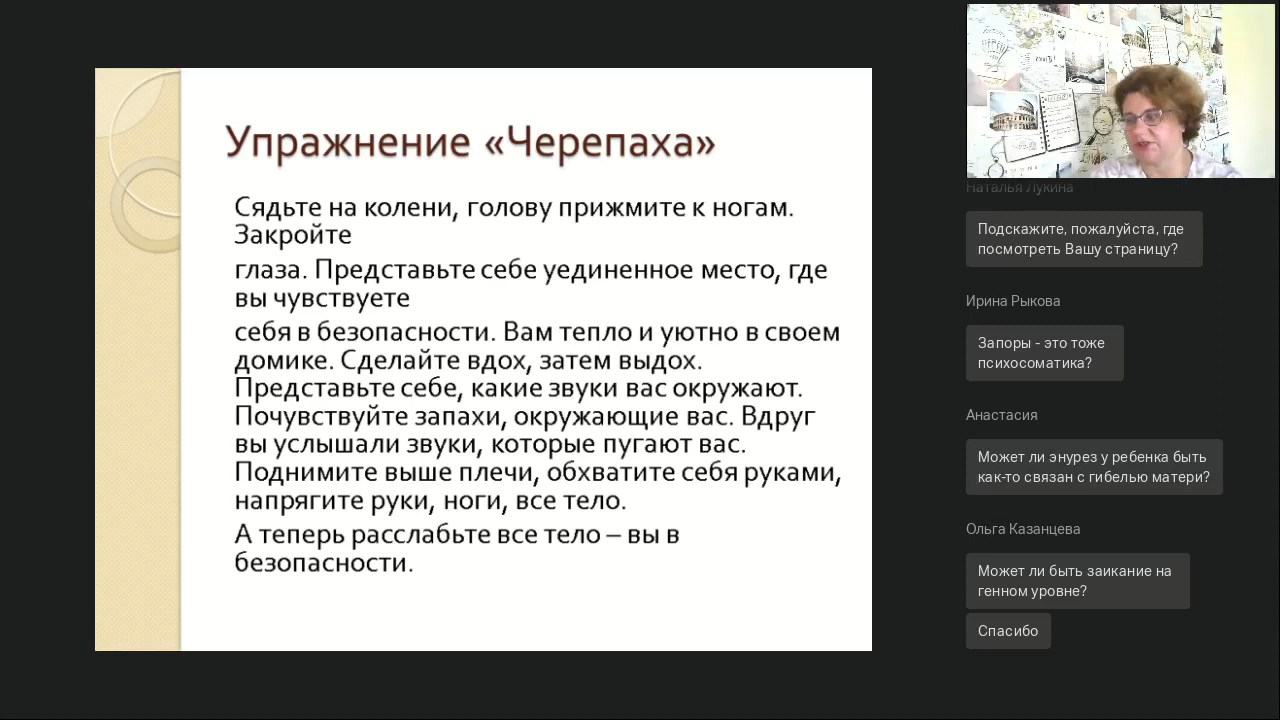 Упражнение «Черепаха»
Сядьте на колени, голову прижмите к ногам.
Закройте
глаза. Представьте себе уединенное место, где
вы чувствуете
себя в безопасности. Вам тепло и уютно в своем
домике. Сделайте вдох, затем выдох.
Представьте себе, какие звуки вас окружают.
Почувствуйте запахи, окружающие вас. Вдруг
вы услышали звуки, которые пугают вас.
Поднимите выше плечи, обхватите себя руками,
напрягите руки, ноги, все тело.
А теперь расслабьте все тело – вы в
безопасности.
Наталья Лукина
Подскажите, пожалуйста, где
посмотреть Вашу страницу?
Ирина Рыкова
Запоры - это тоже
психосоматика?
Анастасия
Может ли энурез у ребенка быть
как-то связан с гибелью матери?
Ольга Казанцева
Может ли быть заикание на
генном уровне?
Спасибо